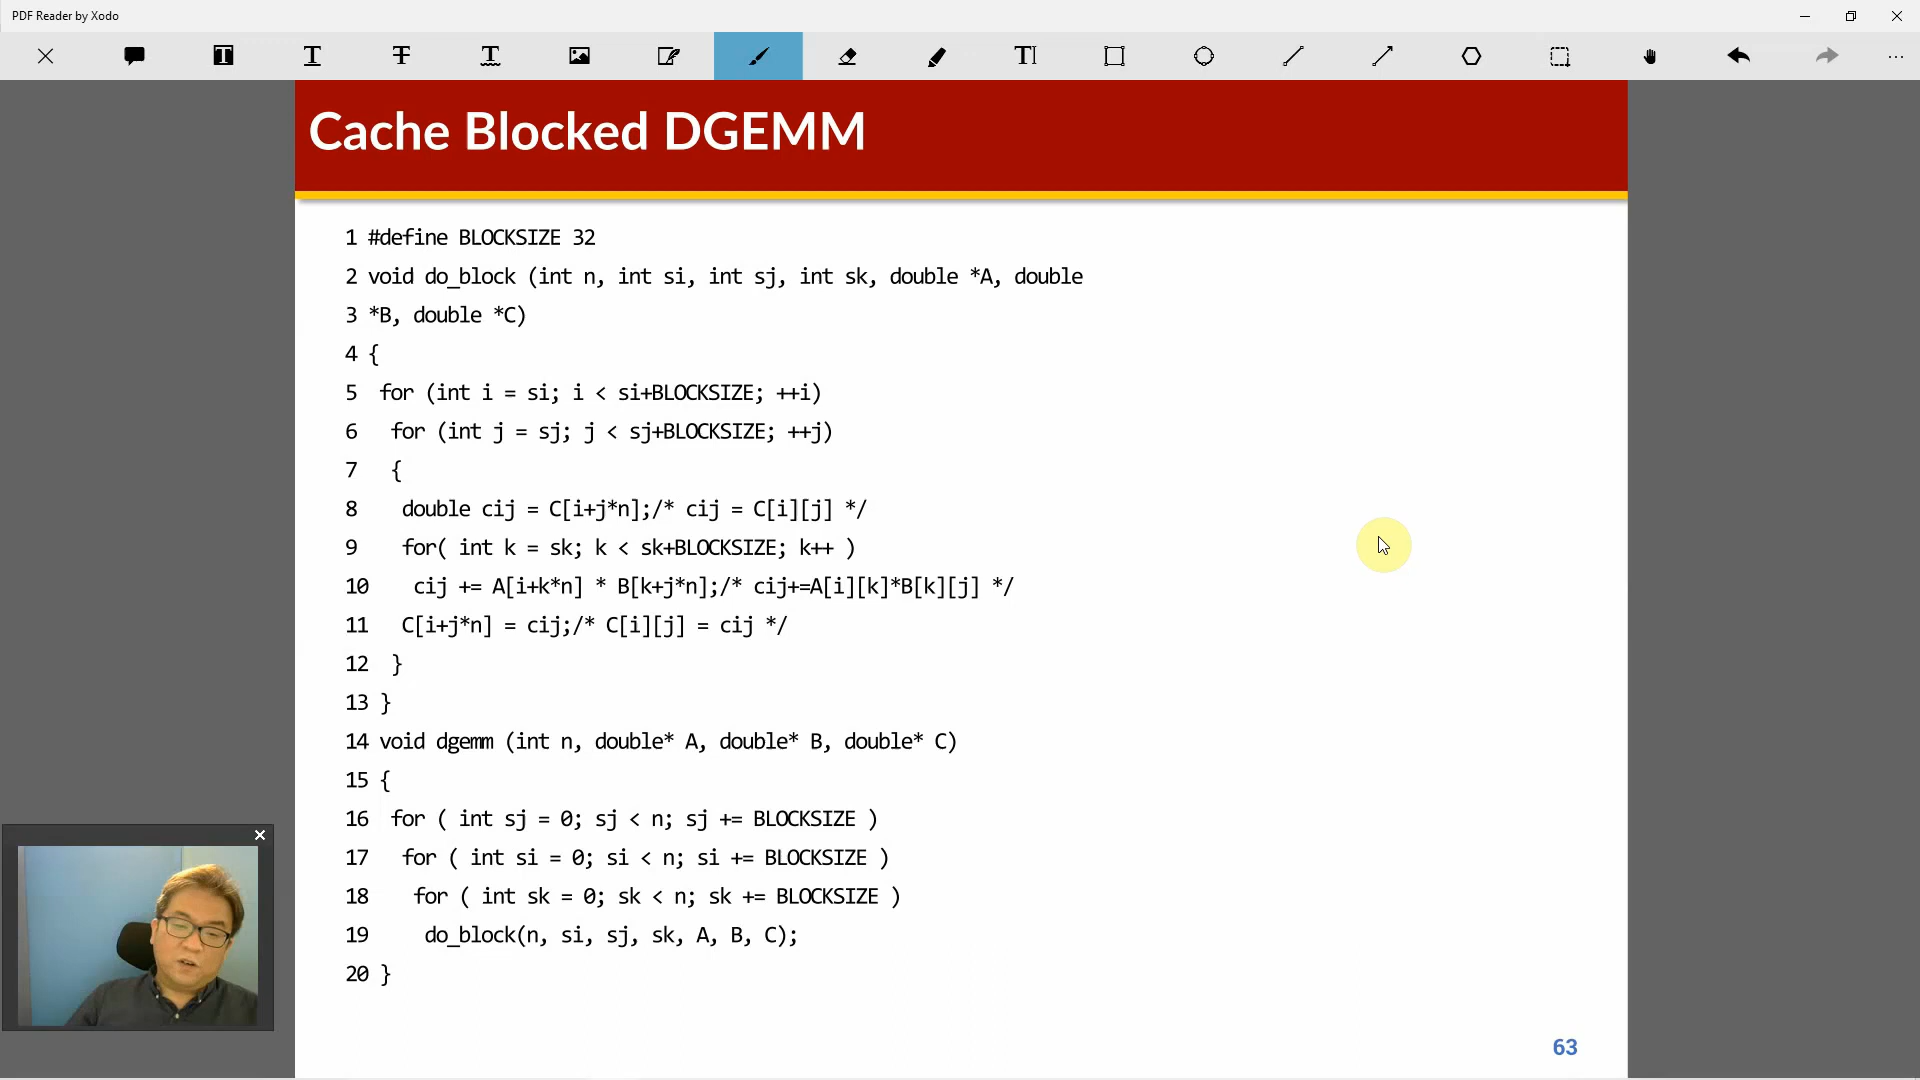 PDF Reader by Xodo
Cache Blocked DGEMM
1 #define BLOCKSIZE 32
2 void do_block (int n, int si, int sj, int sk, double *A, double
3 *B, double *C)
4 {
5 for (int i = si; i < si+BLOCKSIZE; ++i)
6 for (int j = sj; j < sj+BLOCKSIZE; ++j)
7 {
8 double cij = C[i+j*n];/* cij = C[i][j] */
9 for( int k = sk; k < sk+BLOCKSIZE; k++ )
10 cij += A[i+k*n] * B[k+j*n];/* cij+=A[i][k]*B[k][j] */
11 C[i+j*n] = cij;/* C[i][j] = cij */
12 }
13 }
14 void dgemm (int n, double* A, double* B, double* C)
15 {
16 for ( int sj = 0; sj < n; sj += BLOCKSIZE )
17 for ( int si = 0; si < n; si += BLOCKSIZE )
18 for ( int sk = 0; sk < n; sk += BLOCKSIZE )
19 do_block(n, si, sj, sk, A, B, C);
20 }
63